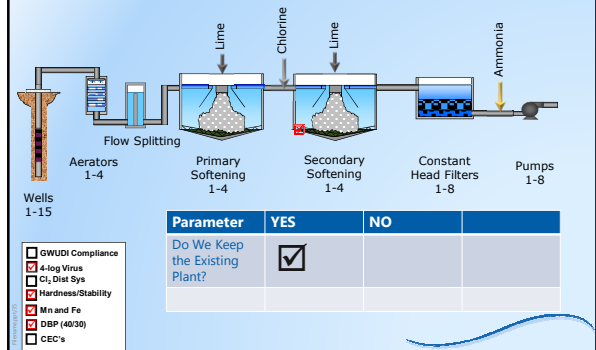 Lime
Chlorine
Lime
Ammonia
Flow Splitting
Wells
1-15
Aerators
1-4
Primary
Softening
1-4
Secondary
Softening
1-4
Constant
Head Filters
1-8
Pumps
1-8
Parameter YES NO
Do We Keep
the Existing
Plant?
GWUDI Compliance
4-log Virus
Cl₂ Dist Sys
Hardness/Stability
Mn and Fe
DBP (40/30)
CEC's